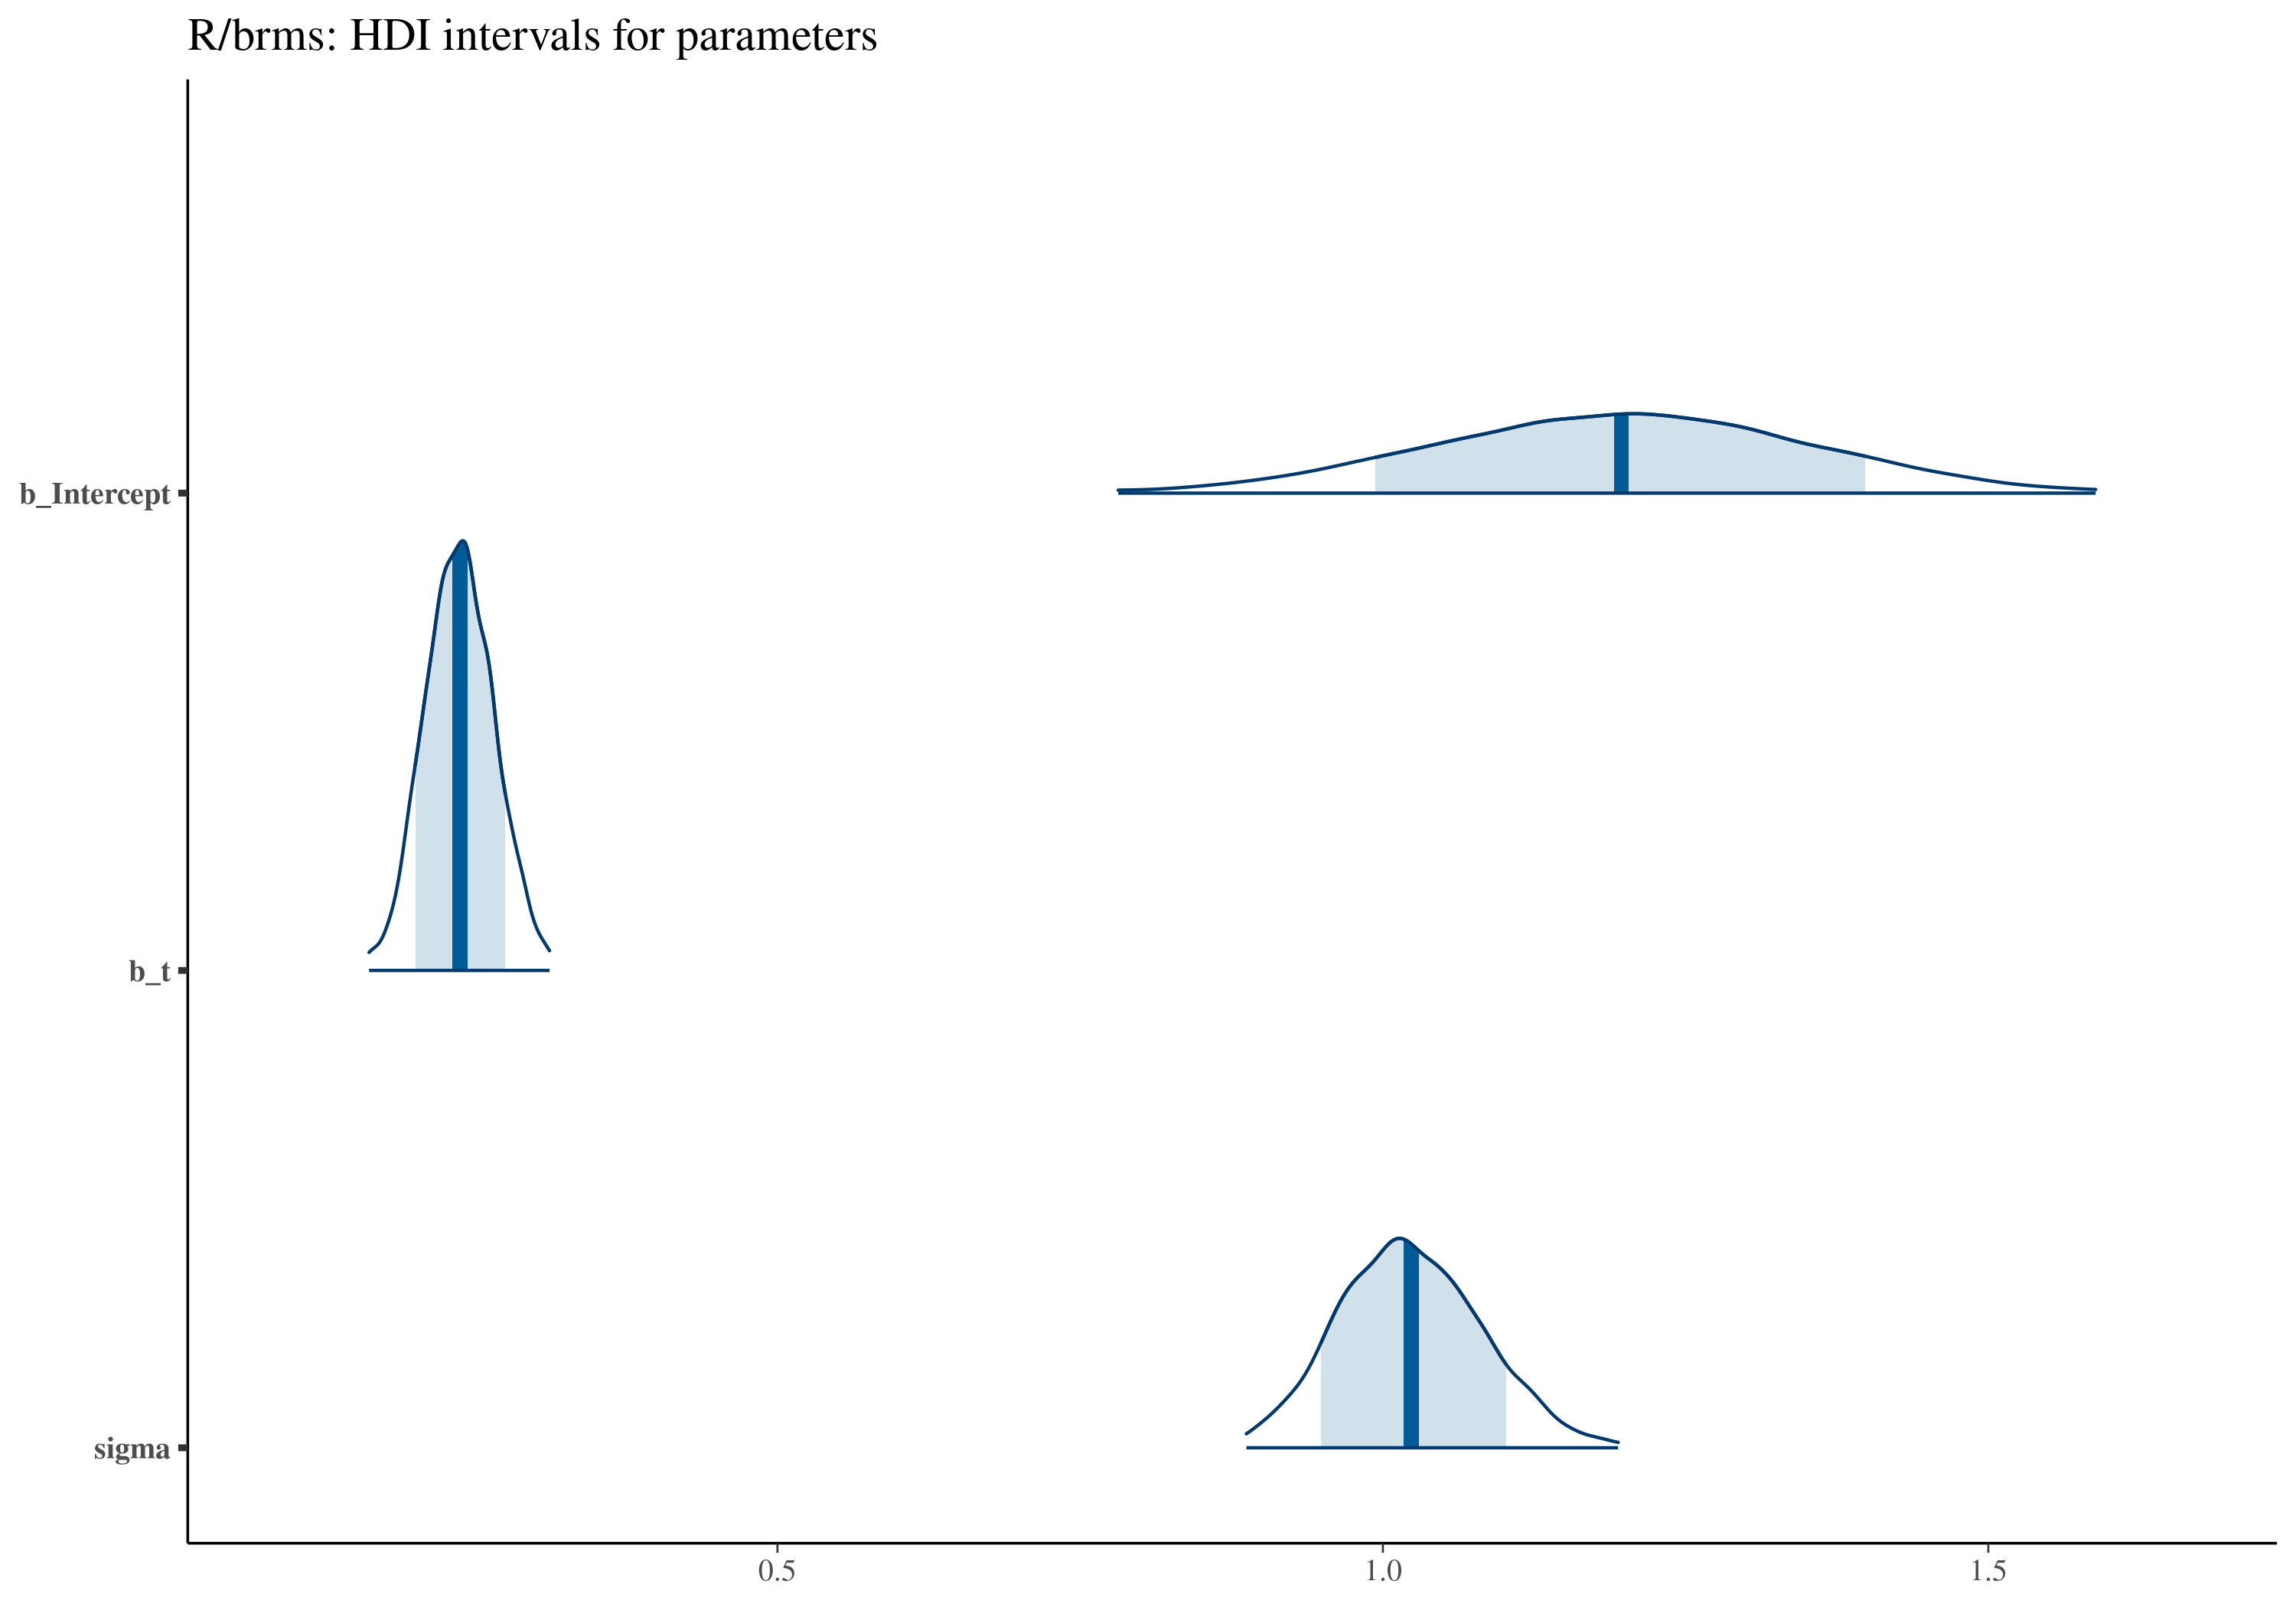 R/brms: HDI intervals for parameters
b_Intercept
b_t
sigma
0.5
1.0
1.5